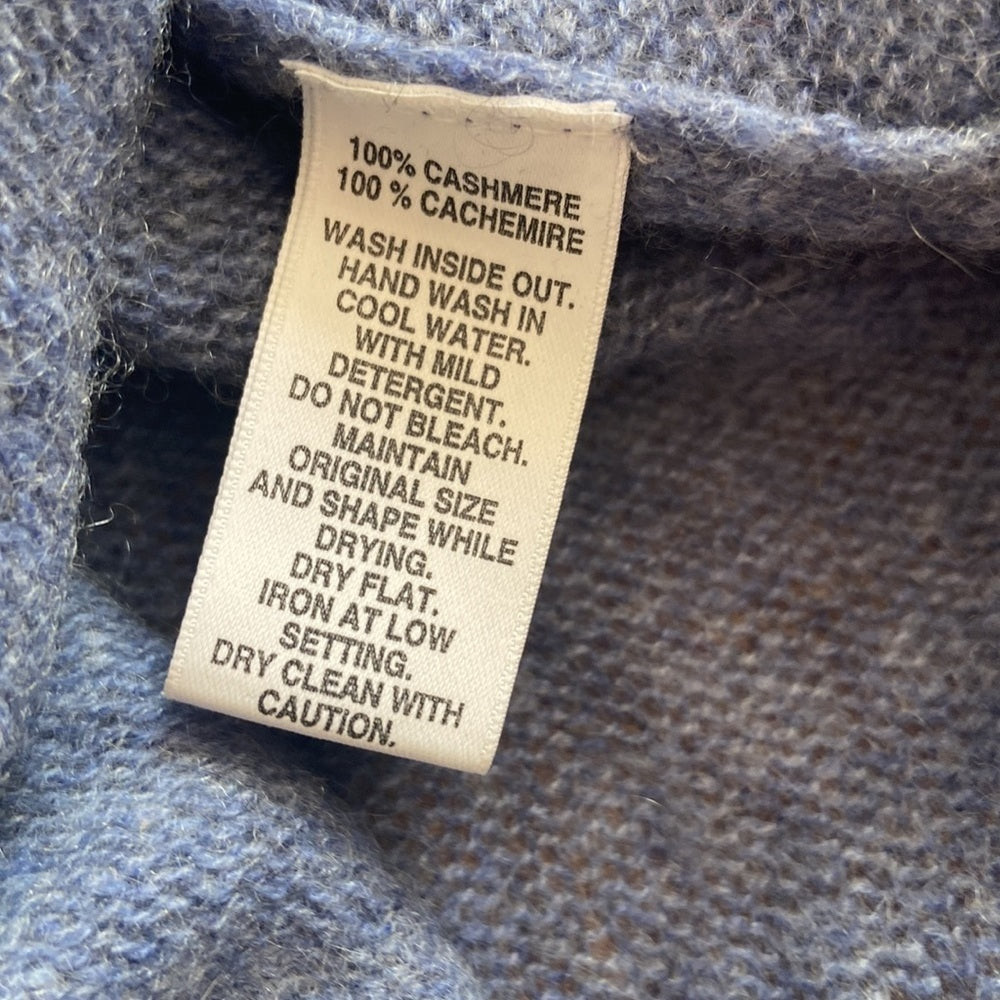 100% CASHMERE
100 % CACHEMIRE
WASH INSIDE OUT.
HAND WASH IN
COOL WATER.
WITH MILD
DETERGENT.
DO NOT BLEACH.
MAINTAIN
ORIGINAL SIZE
AND SHAPE WHILE
DRYING.
DRY FLAT.
IRON AT LOW
SETTING.
DRY CLEAN WITH
CAUTION.